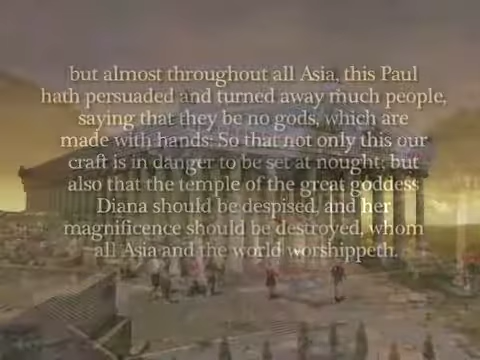 but almost throughout all Asia, this Paul
hath persuaded and turned away much people,
saying that they be no gods, which are
made with hands: So that not only this our
craft is in danger to be set at nought; but
also that the temple of the great goddess
Diana should be despised, and her
magnificence should be destroyed, whom
all Asia and the world worshippeth.